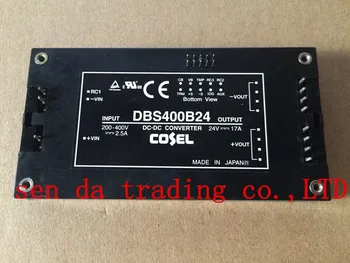 CB VB TMP RC3 RC2
TRM +S -S IOG AUX
Bottom View
RC1
-VIN
-VOUT
INPUT
DBS400B24
OUTPUT
200-400V
2.5A
DC-DC CONVERTER
24V 17A
+VIN
COSEL
+VOUT
MADE IN JAPAN
sen da trading co.,LTD